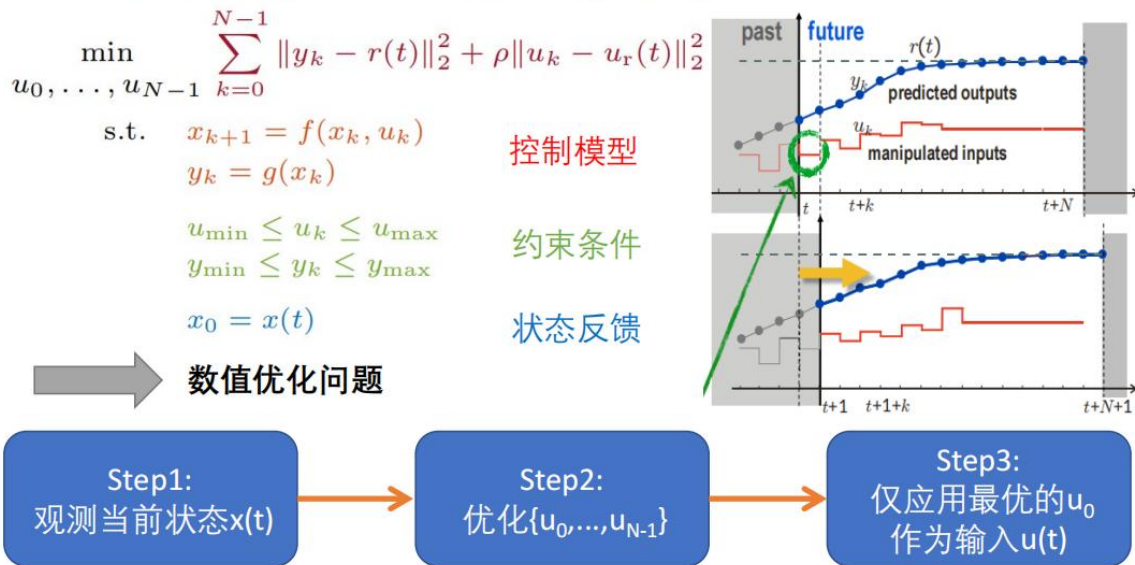 min
u_0, . . . , u_{N-1}
\sum_{k=0}^{N-1} \|y_k - r(t)\|_2^2 + \rho\|u_k - u_r(t)\|_2^2
s.t.
x_{k+1} = f(x_k, u_k)
y_k = g(x_k)
控制模型
u_min ≤ u_k ≤ u_max
y_min ≤ y_k ≤ y_max
约束条件
x_0 = x(t)
状态反馈
数值优化问题
past
future
r(t)
y_k
predicted outputs
u_k
manipulated inputs
t
t+k
t+N
t+1
t+1+k
t+N+1
Step1:
观测当前状态x(t)
Step2:
优化{u_0,...,u_{N-1}}
Step3:
仅应用最优的u_0
作为输入u(t)